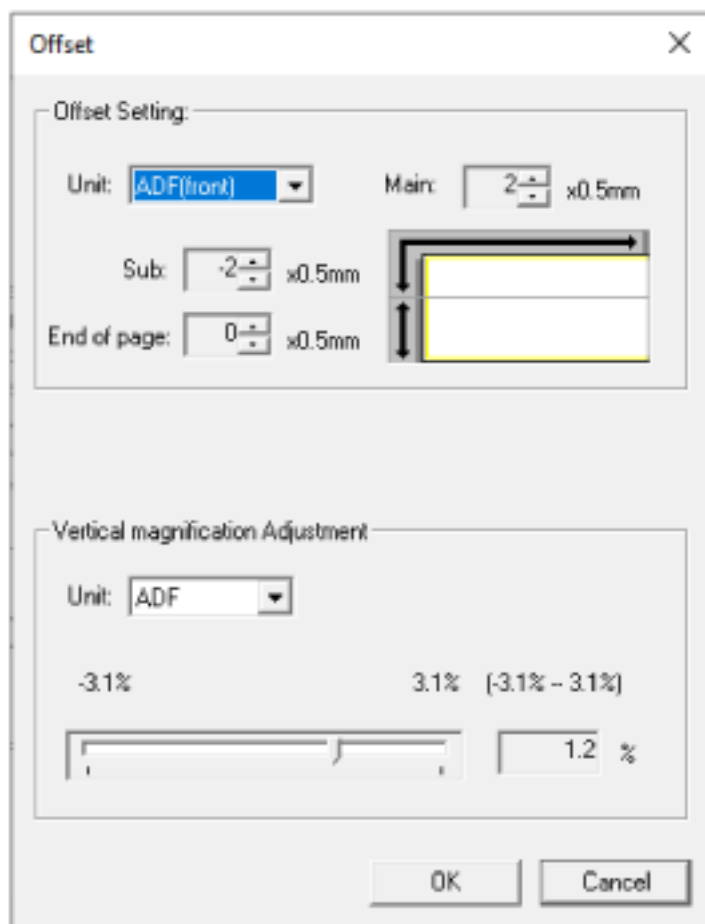 Offset
Offset Setting:
Unit: ADF(front) Main: 2 x0.5mm
Sub: -2 x0.5mm
End of page: 0 x0.5mm
Vertical magnification Adjustment
Unit: ADF
-3.1% 3.1% (-3.1% -- 3.1%)
1.2 %
OK Cancel